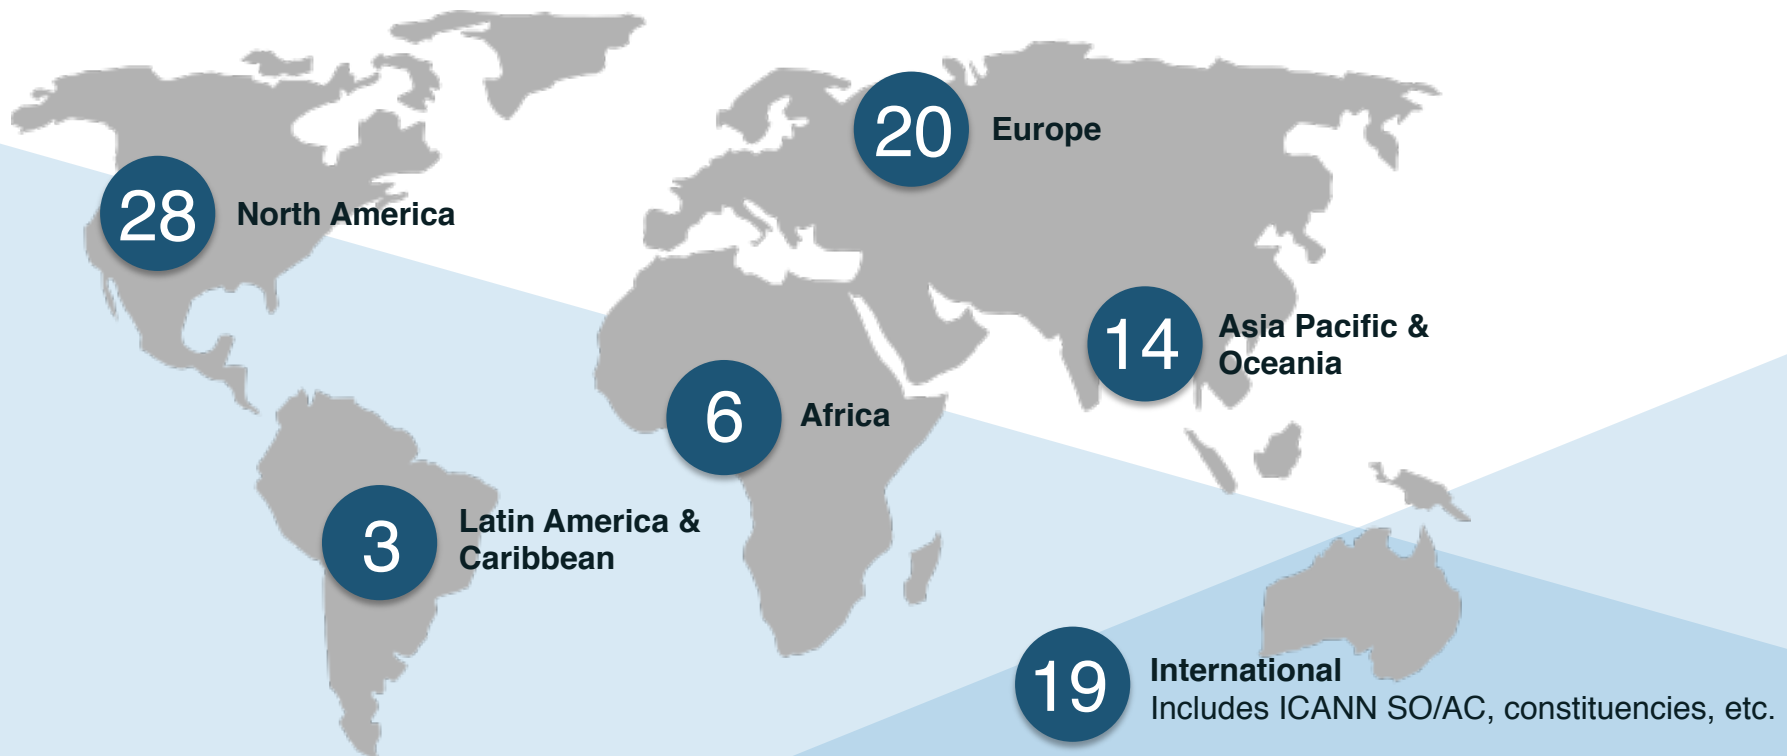 20
Europe
28
North America
14
Asia Pacific &
Oceania
6
Africa
3
Latin America &
Caribbean
19
International
Includes ICANN SO/AC, constituencies, etc.